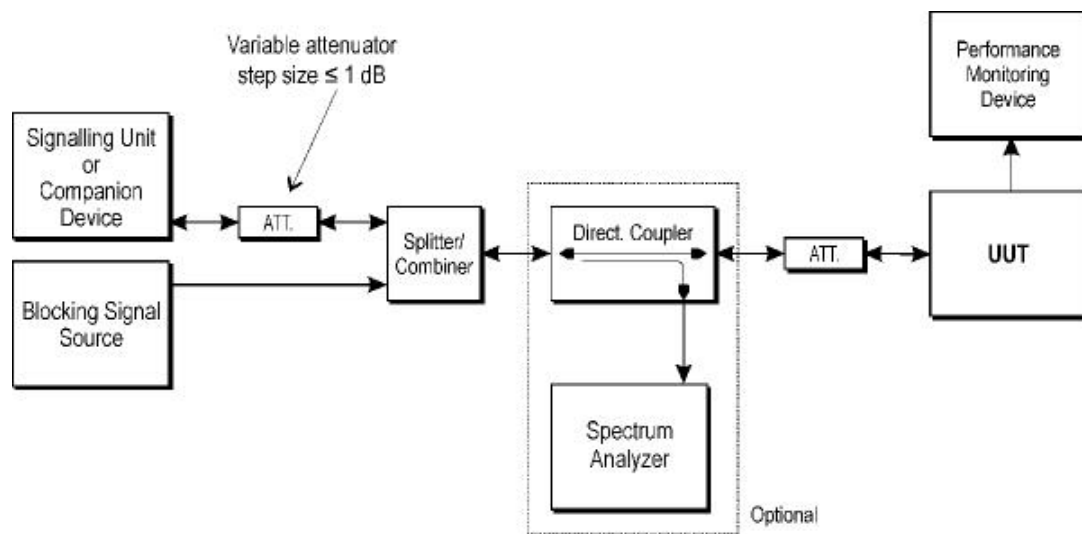 Variable attenuator
step size ≤ 1 dB
Performance
Monitoring
Device
Signalling Unit
or
Companion
Device
ATT.
Splitter/
Combiner
Direct. Coupler
ATT.
UUT
Blocking Signal
Source
Spectrum
Analyzer
Optional